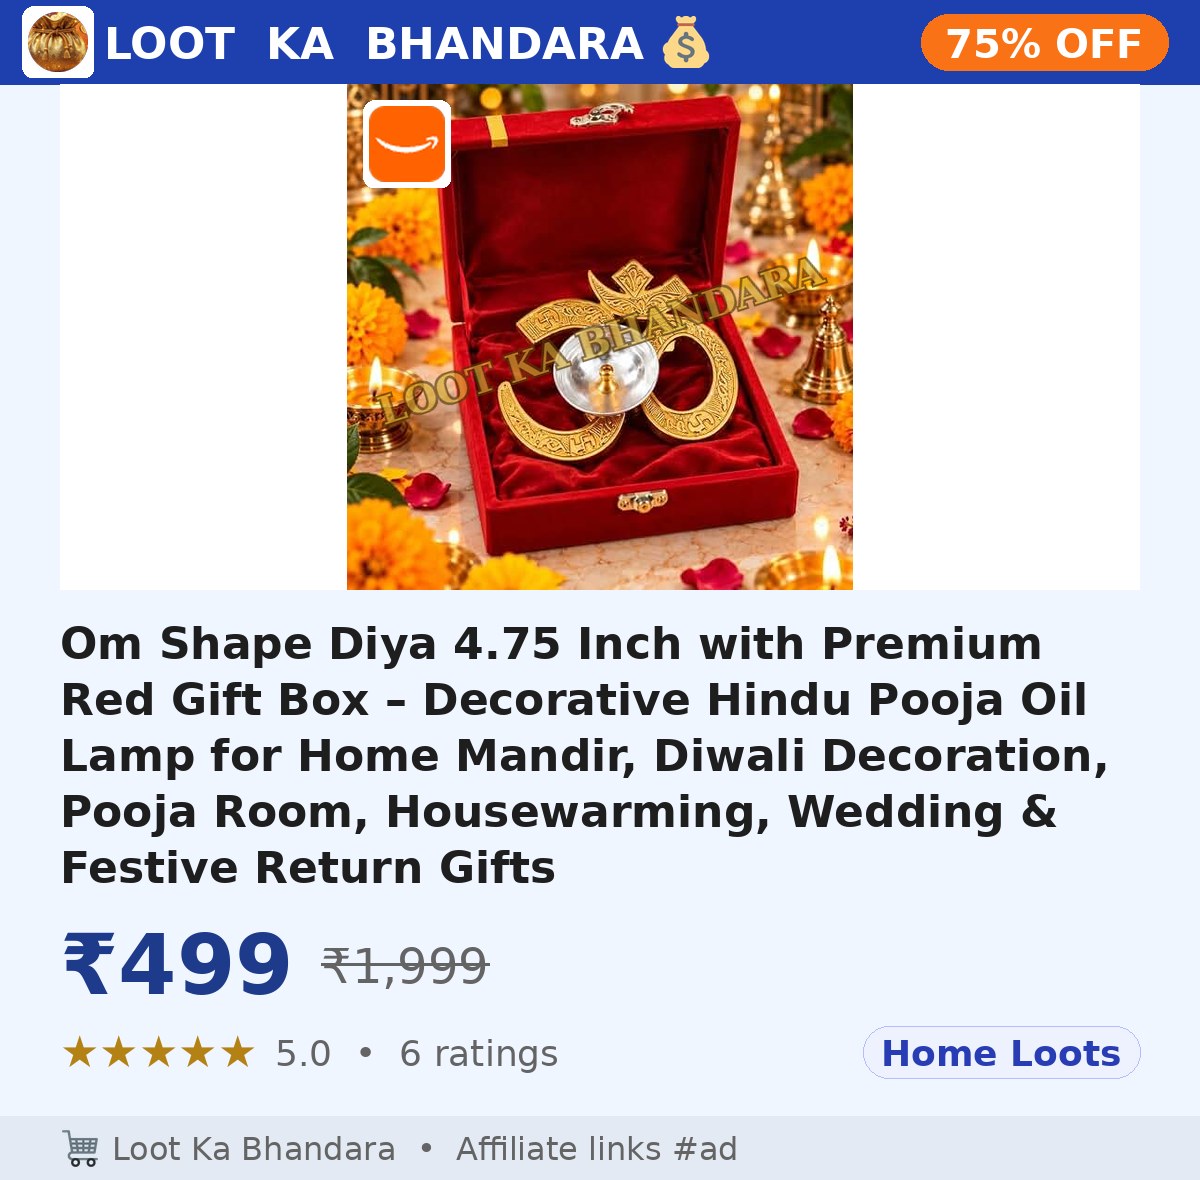 LOOT KA BHANDARA
75% OFF
LOOT KA BHANDARA
Om Shape Diya 4.75 Inch with Premium
Red Gift Box – Decorative Hindu Pooja Oil
Lamp for Home Mandir, Diwali Decoration,
Pooja Room, Housewarming, Wedding &
Festive Return Gifts
₹499 ₹1,999
★★★★★ 5.0 • 6 ratings
Home Loots
Loot Ka Bhandara • Affiliate links #ad